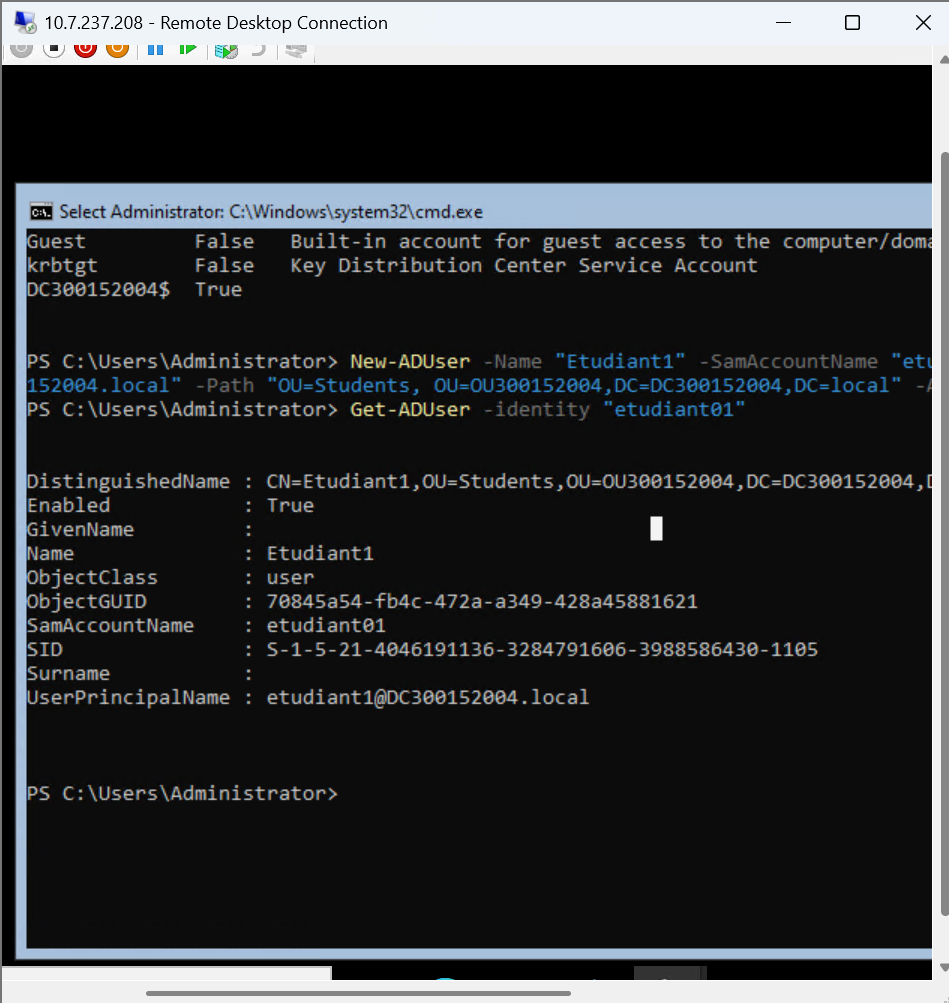 10.7.237.208 - Remote Desktop Connection
Select Administrator: C:\Windows\system32\cmd.exe
Guest False Built-in account for guest access to the computer/doma
krbtgt False Key Distribution Center Service Account
DC300152004$ True
PS C:\Users\Administrator> New-ADUser -Name "Etudiant1" -SamAccountName "etu
152004.local" -Path "OU=Students, OU=OU300152004,DC=DC300152004,DC=local" -A
PS C:\Users\Administrator> Get-ADUser -identity "etudiant01"
DistinguishedName : CN=Etudiant1,OU=Students,OU=OU300152004,DC=DC300152004,D
Enabled : True
GivenName :
Name : Etudiant1
ObjectClass : user
ObjectGUID : 70845a54-fb4c-472a-a349-428a45881621
SamAccountName : etudiant01
SID : S-1-5-21-4046191136-3284791606-3988586430-1105
Surname :
UserPrincipalName : etudiant1@DC300152004.local
PS C:\Users\Administrator>